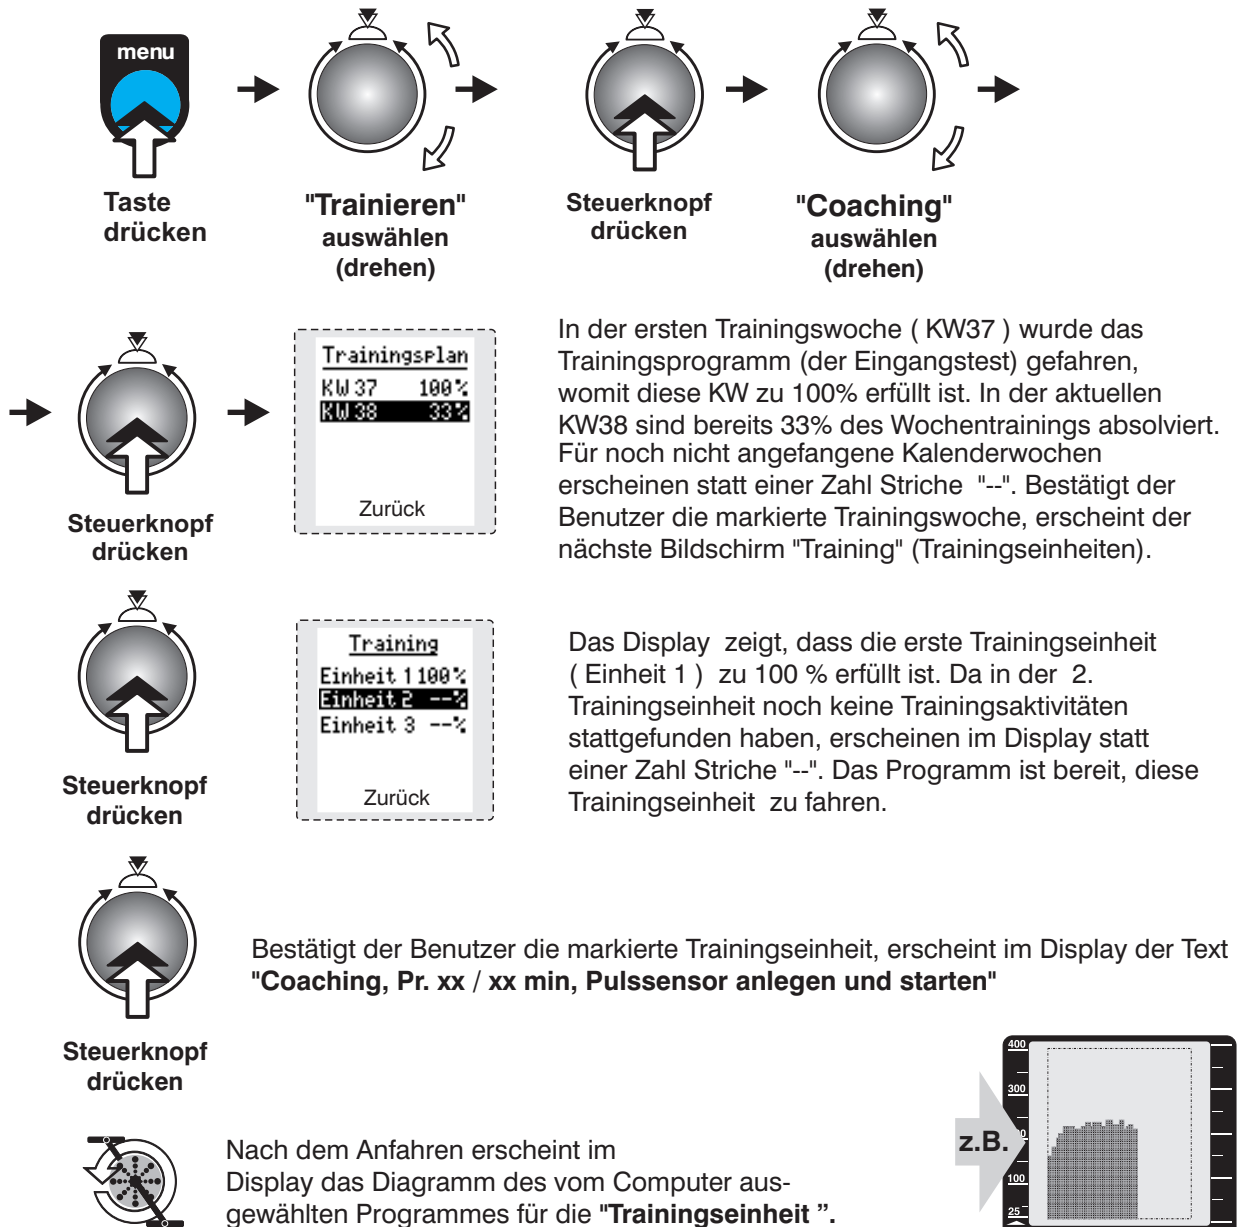 menu
Taste
drücken
"Trainieren"
auswählen
(drehen)
Steuerknopf
drücken
"Coaching"
auswählen
(drehen)
Steuerknopf
drücken
Trainingsplan
KW 37 100%
KW 38 33%
Zurück
In der ersten Trainingswoche ( KW37 ) wurde das
Trainingsprogramm (der Eingangstest) gefahren,
womit diese KW zu 100% erfüllt ist. In der aktuellen
KW38 sind bereits 33% des Wochentrainings absolviert.
Für noch nicht angefangene Kalenderwochen
erscheinen statt einer Zahl Striche "--". Bestätigt der
Benutzer die markierte Trainingswoche, erscheint der
nächste Bildschirm "Training" (Trainingseinheiten).
Steuerknopf
drücken
Training
Einheit 1 100%
Einheit 2 --%
Einheit 3 --%
Zurück
Das Display zeigt, dass die erste Trainingseinheit
( Einheit 1 ) zu 100 % erfüllt ist. Da in der 2.
Trainingseinheit noch keine Trainingsaktivitäten
stattgefunden haben, erscheinen im Display statt
einer Zahl Striche "--". Das Programm ist bereit, diese
Trainingseinheit zu fahren.
Steuerknopf
drücken
Bestätigt der Benutzer die markierte Trainingseinheit, erscheint im Display der Text
"Coaching, Pr. xx / xx min, Pulssensor anlegen und starten"
Nach dem Anfahren erscheint im
Display das Diagramm des vom Computer aus-
gewählten Programmes für die "Trainingseinheit ".
z.B.
400
300
100
25